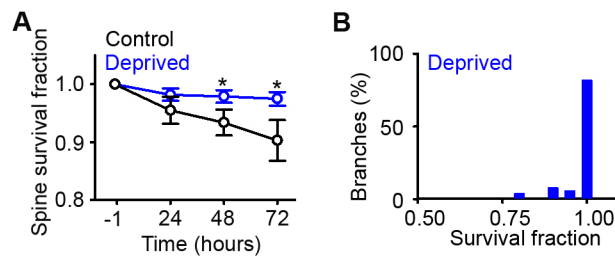 A
Control
Deprived
Spine survival fraction
1.0
0.9
0.8
* *
-1 24 48 72
Time (hours)
B
Deprived
Branches (%)
100
50
0
0.50 0.75 1.00
Survival fraction